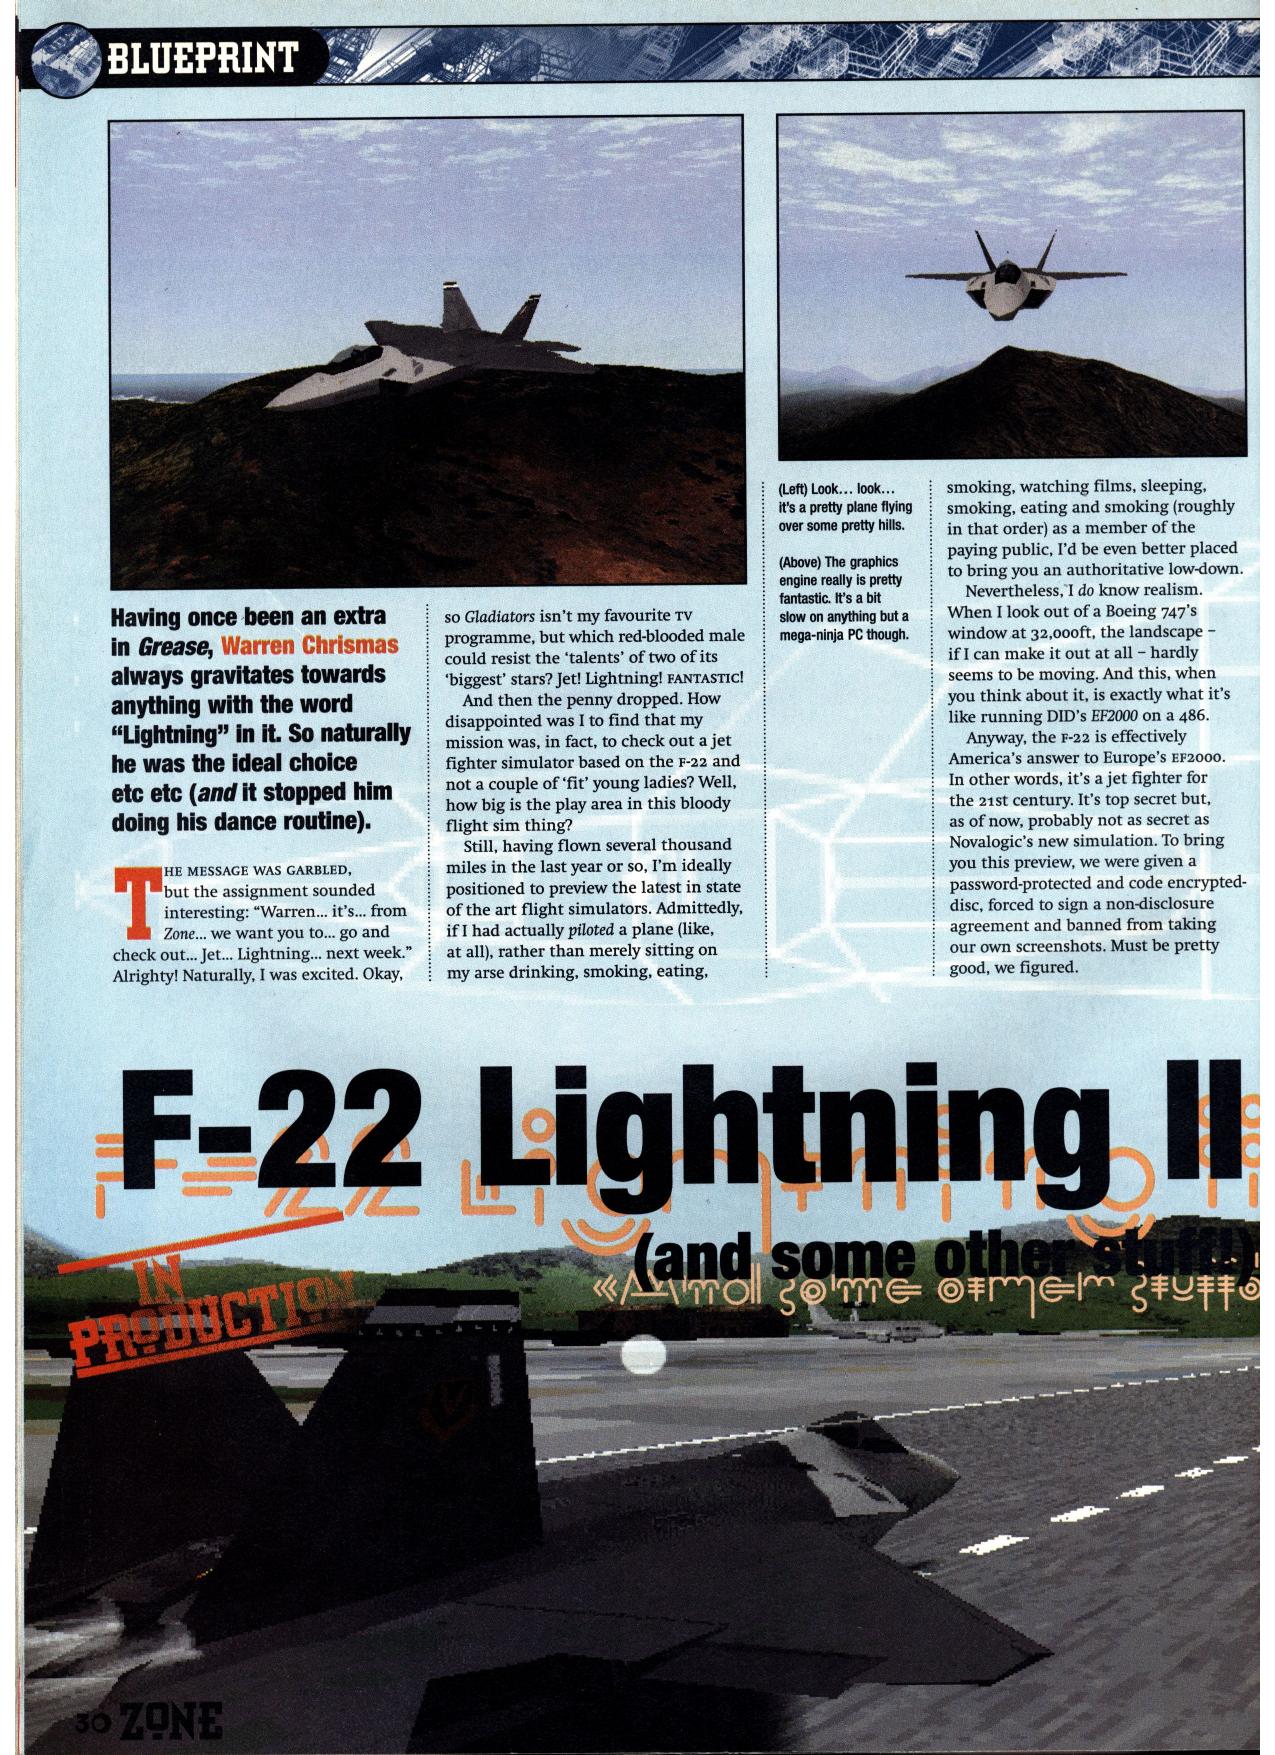 BLUEPRINT
Having once been an extra
in Grease, Warren Chrismas
always gravitates towards
anything with the word
“Lightning” in it. So naturally
he was the ideal choice
etc etc (and it stopped him
doing his dance routine).
THE MESSAGE WAS GARBLED,
but the assignment sounded
interesting: “Warren... it’s... from
Zone... we want you to... go and
check out... Jet... Lightning... next week.”
Alrighty! Naturally, I was excited. Okay,
so Gladiators isn’t my favourite TV
programme, but which red-blooded male
could resist the ‘talents’ of two of its
‘biggest’ stars? Jet! Lightning! FANTASTIC!
And then the penny dropped. How
disappointed was I to find that my
mission was, in fact, to check out a jet
fighter simulator based on the F-22 and
not a couple of ‘fit’ young ladies? Well,
how big is the play area in this bloody
flight sim thing?
Still, having flown several thousand
miles in the last year or so, I’m ideally
positioned to preview the latest in state
of the art flight simulators. Admittedly,
if I had actually piloted a plane (like,
at all), rather than merely sitting on
my arse drinking, smoking, eating,
(Left) Look... look...
it’s a pretty plane flying
over some pretty hills.
(Above) The graphics
engine really is pretty
fantastic. It’s a bit
slow on anything but a
mega-ninja PC though.
smoking, watching films, sleeping,
smoking, eating and smoking (roughly
in that order) as a member of the
paying public, I’d be even better placed
to bring you an authoritative low-down.
Nevertheless, I do know realism.
When I look out of a Boeing 747’s
window at 32,000ft, the landscape –
if I can make it out at all – hardly
seems to be moving. And this, when
you think about it, is exactly what it’s
like running DID’s EF2000 on a 486.
Anyway, the F-22 is effectively
America’s answer to Europe’s EF2000.
In other words, it’s a jet fighter for
the 21st century. It’s top secret but,
as of now, probably not as secret as
Novalogic’s new simulation. To bring
you this preview, we were given a
password-protected and code encrypted-
disc, forced to sign a non-disclosure
agreement and banned from taking
our own screenshots. Must be pretty
good, we figured.
F-22 Lightning II
(and some other stuff!)
IN
PRODUCTION
30 ZONE